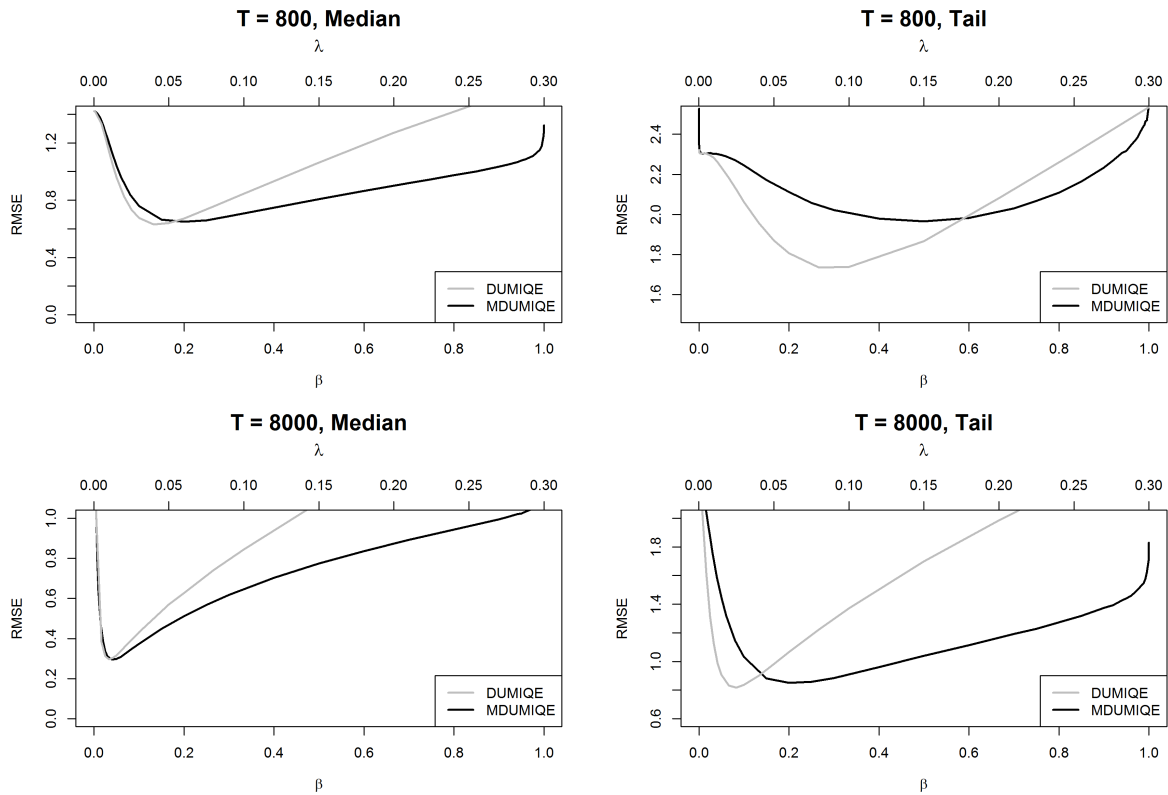 T = 800, Median
λ
0.00 0.05 0.10 0.15 0.20 0.25 0.30
RMSE
0.0 0.4 0.8 1.2
DUMIQE
MDUMIQE
0.0 0.2 0.4 0.6 0.8 1.0
β
T = 800, Tail
λ
0.00 0.05 0.10 0.15 0.20 0.25 0.30
RMSE
1.6 1.8 2.0 2.2 2.4
DUMIQE
MDUMIQE
0.0 0.2 0.4 0.6 0.8 1.0
β
T = 8000, Median
λ
0.00 0.05 0.10 0.15 0.20 0.25 0.30
RMSE
0.0 0.2 0.4 0.6 0.8 1.0
DUMIQE
MDUMIQE
0.0 0.2 0.4 0.6 0.8 1.0
β
T = 8000, Tail
λ
0.00 0.05 0.10 0.15 0.20 0.25 0.30
RMSE
0.6 1.0 1.4 1.8
DUMIQE
MDUMIQE
0.0 0.2 0.4 0.6 0.8 1.0
β